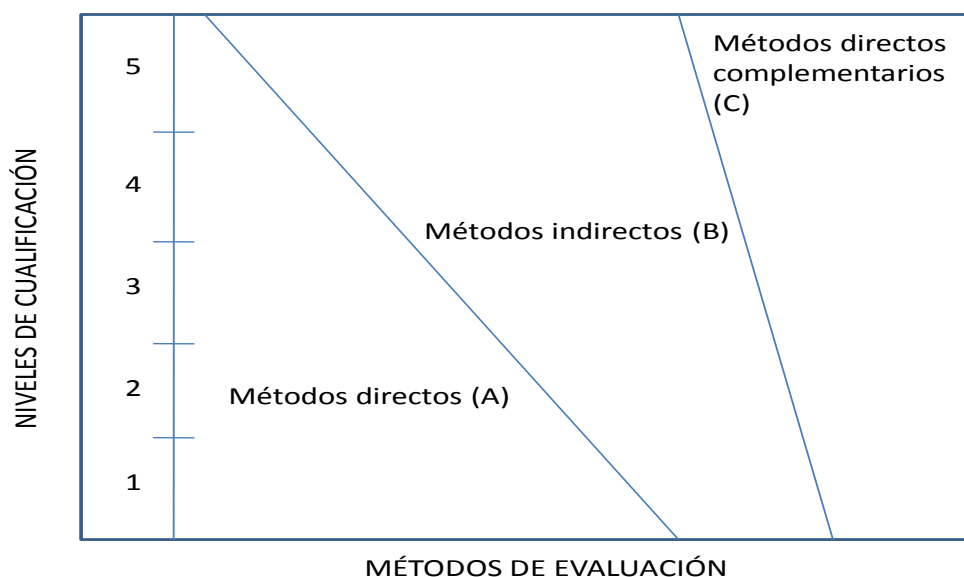 NIVELES DE CUALIFICACIÓN
5
4
3
2
1
Métodos directos
complementarios
(C)
Métodos indirectos (B)
Métodos directos (A)
MÉTODOS DE EVALUACIÓN